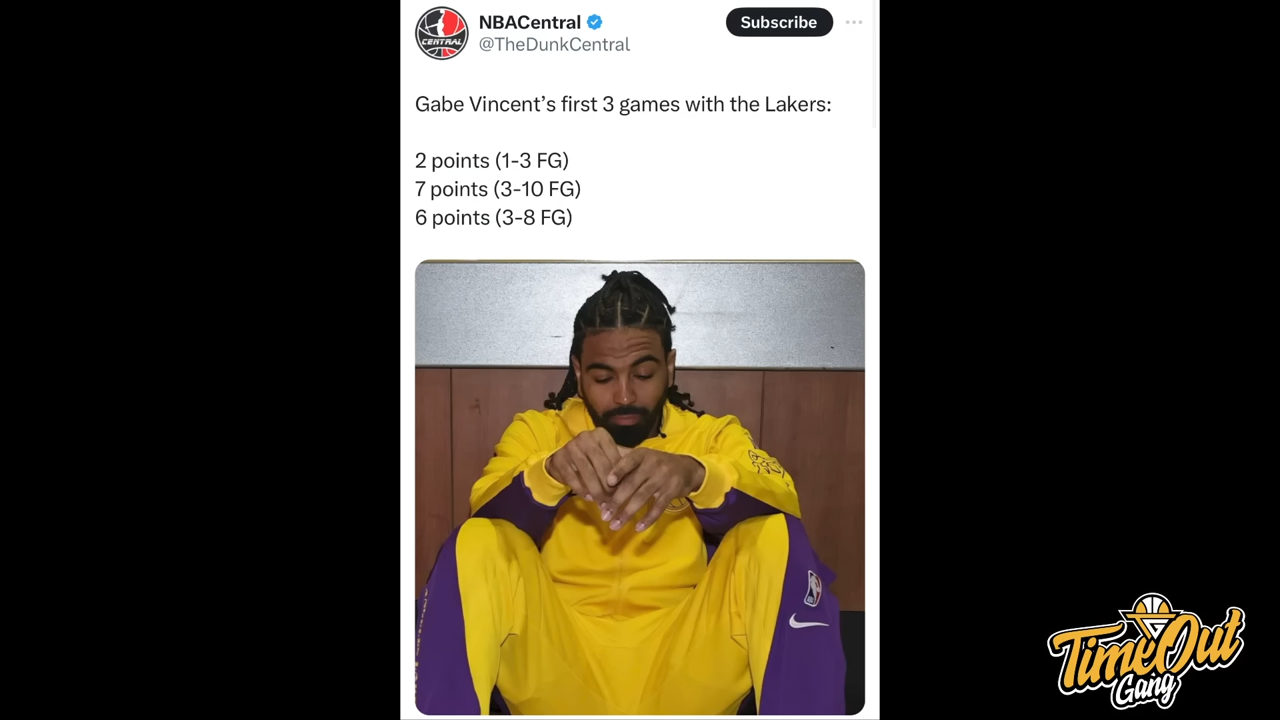 NBACentral
Subscribe
@TheDunkCentral
CENTRAL
Gabe Vincent’s first 3 games with the Lakers:
2 points (1-3 FG)
7 points (3-10 FG)
6 points (3-8 FG)
TimeOut
Gang